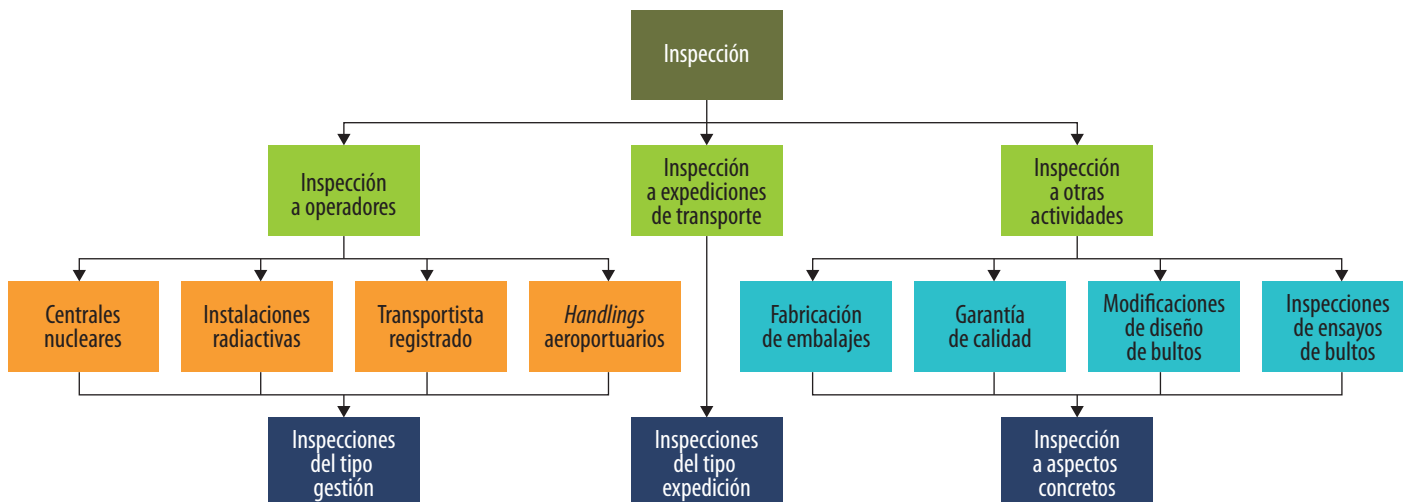 Inspección
Inspección
a operadores
Inspección
a expediciones
de transporte
Inspección
a otras
actividades
Centrales
nucleares
Instalaciones
radiactivas
Transportista
registrado
Handlings
aeroportuarios
Fabricación
de embalajes
Garantía
de calidad
Modificaciones
de diseño
de bultos
Inspecciones
de ensayos
de bultos
Inspecciones
del tipo
gestión
Inspecciones
del tipo
expedición
Inspección
a aspectos
concretos